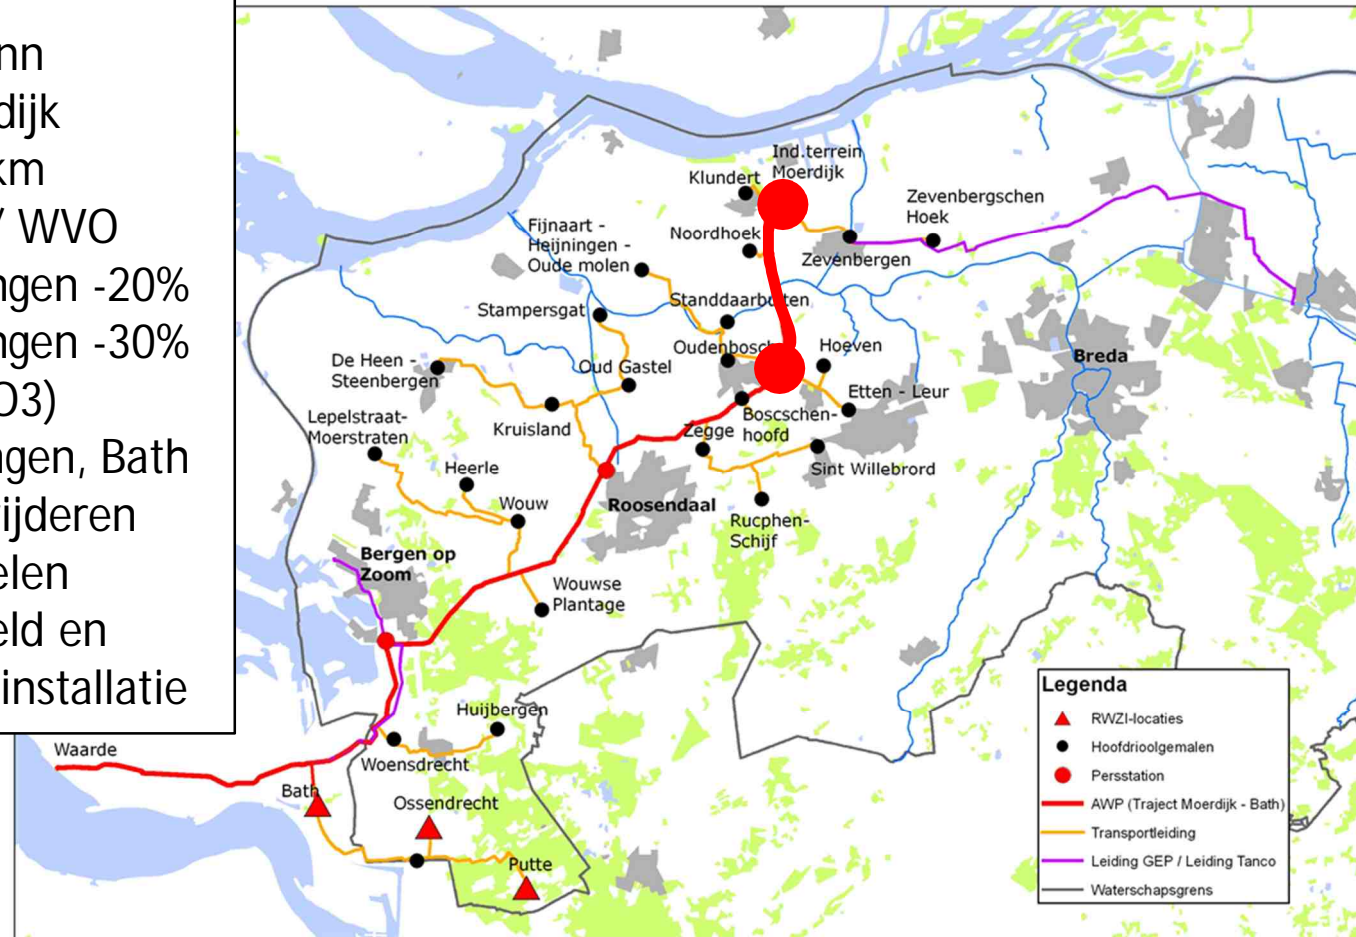 nn
dijk
km
/ WVO
ngen -20%
ngen -30%
O3)
ngen, Bath
rijderen
elen
eld en
installatie
Ind.terrein
Moerdijk
Klundert
Zevenbergschen
Hoek
Fijnaart -
Heijningen -
Oude molen
Noordhoek
Zevenbergen
Standdaarbuiten
Stampersgat
Oudenbosch
Hoeven
Breda
De Heen -
Steenbergen
Oud Gastel
Etten - Leur
Lepelstraat-
Moerstraten
Kruisland
Boscschen-
hoofd
Zegge
Heerle
Sint Willebrord
Wouw
Roosendaal
Rucphen-
Schijf
Bergen op
Zoom
Wouwse
Plantage
Huijbergen
Waarde
Woensdrecht
Bath
Ossendrecht
Putte
Legenda
RWZI-locaties
Hoofdrioolgemalen
Persstation
AWP (Traject Moerdijk - Bath)
Transportleiding
Leiding GEP / Leiding Tanco
Waterschapsgrens